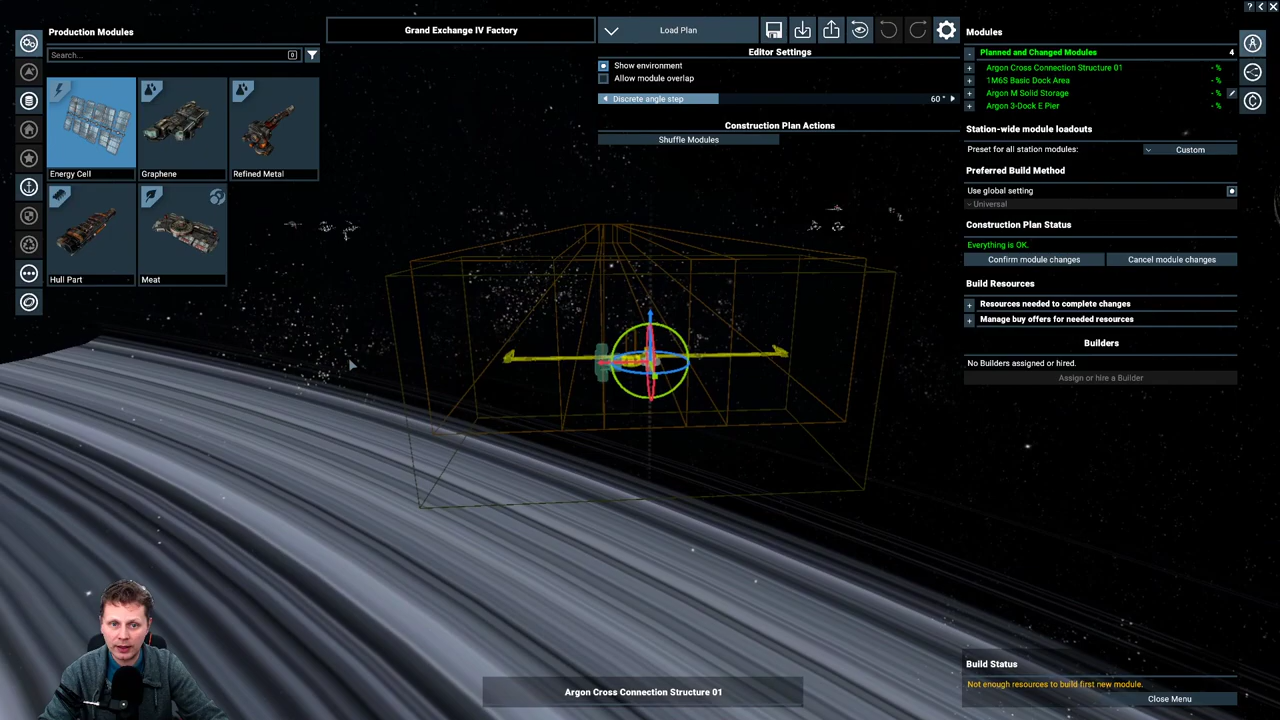 Production Modules
Search...
Energy Cell
Graphene
Refined Metal
Hull Part
Meat
Grand Exchange IV Factory
Load Plan
Editor Settings
Show environment
Allow module overlap
Discrete angle step 60 °
Construction Plan Actions
Shuffle Modules
Argon Cross Connection Structure 01
? < X
Modules
- Planned and Changed Modules 4
+ Argon Cross Connection Structure 01 - %
+ 1M6S Basic Dock Area - %
+ Argon M Solid Storage - %
+ Argon 3-Dock E Pier - %
Station-wide module loadouts
Preset for all station modules: Custom
Preferred Build Method
Use global setting
Universal
Construction Plan Status
Everything is OK.
Confirm module changes Cancel module changes
Build Resources
+ Resources needed to complete changes
+ Manage buy offers for needed resources
Builders
No Builders assigned or hired.
Assign or hire a Builder
Build Status
Not enough resources to build first new module.
Close Menu